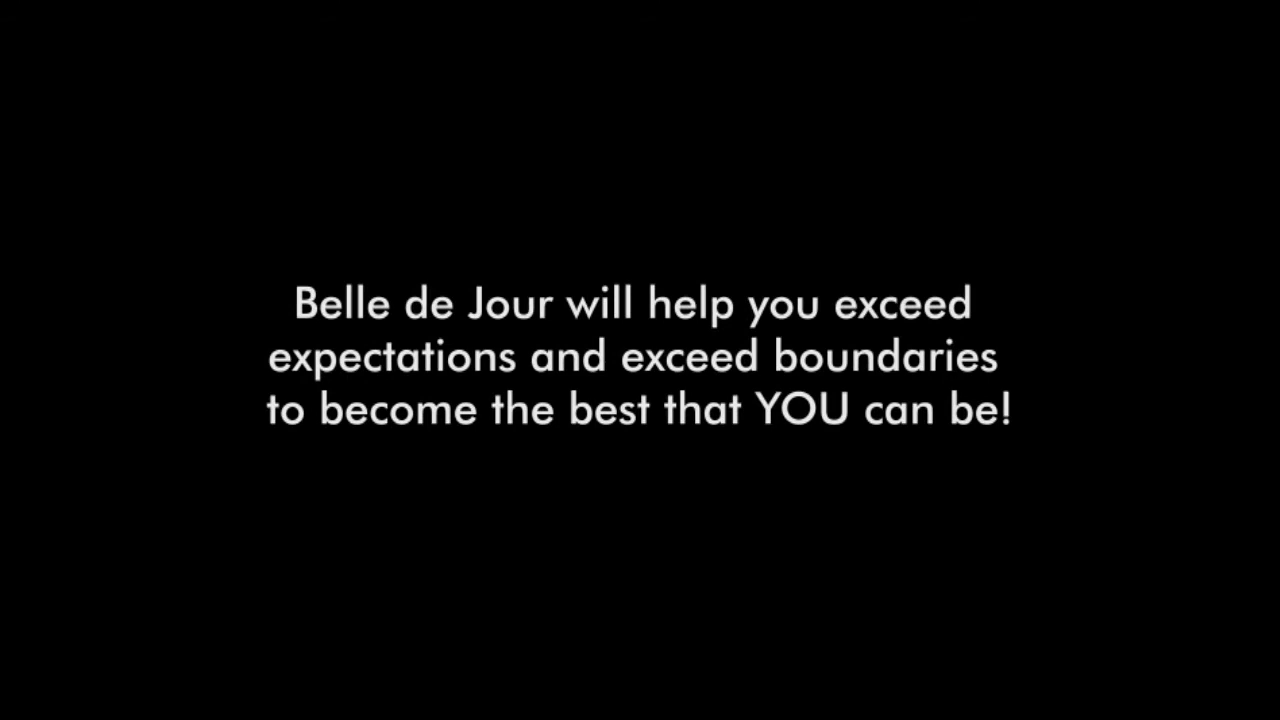 Belle de Jour will help you exceed
expectations and exceed boundaries
to become the best that YOU can be!